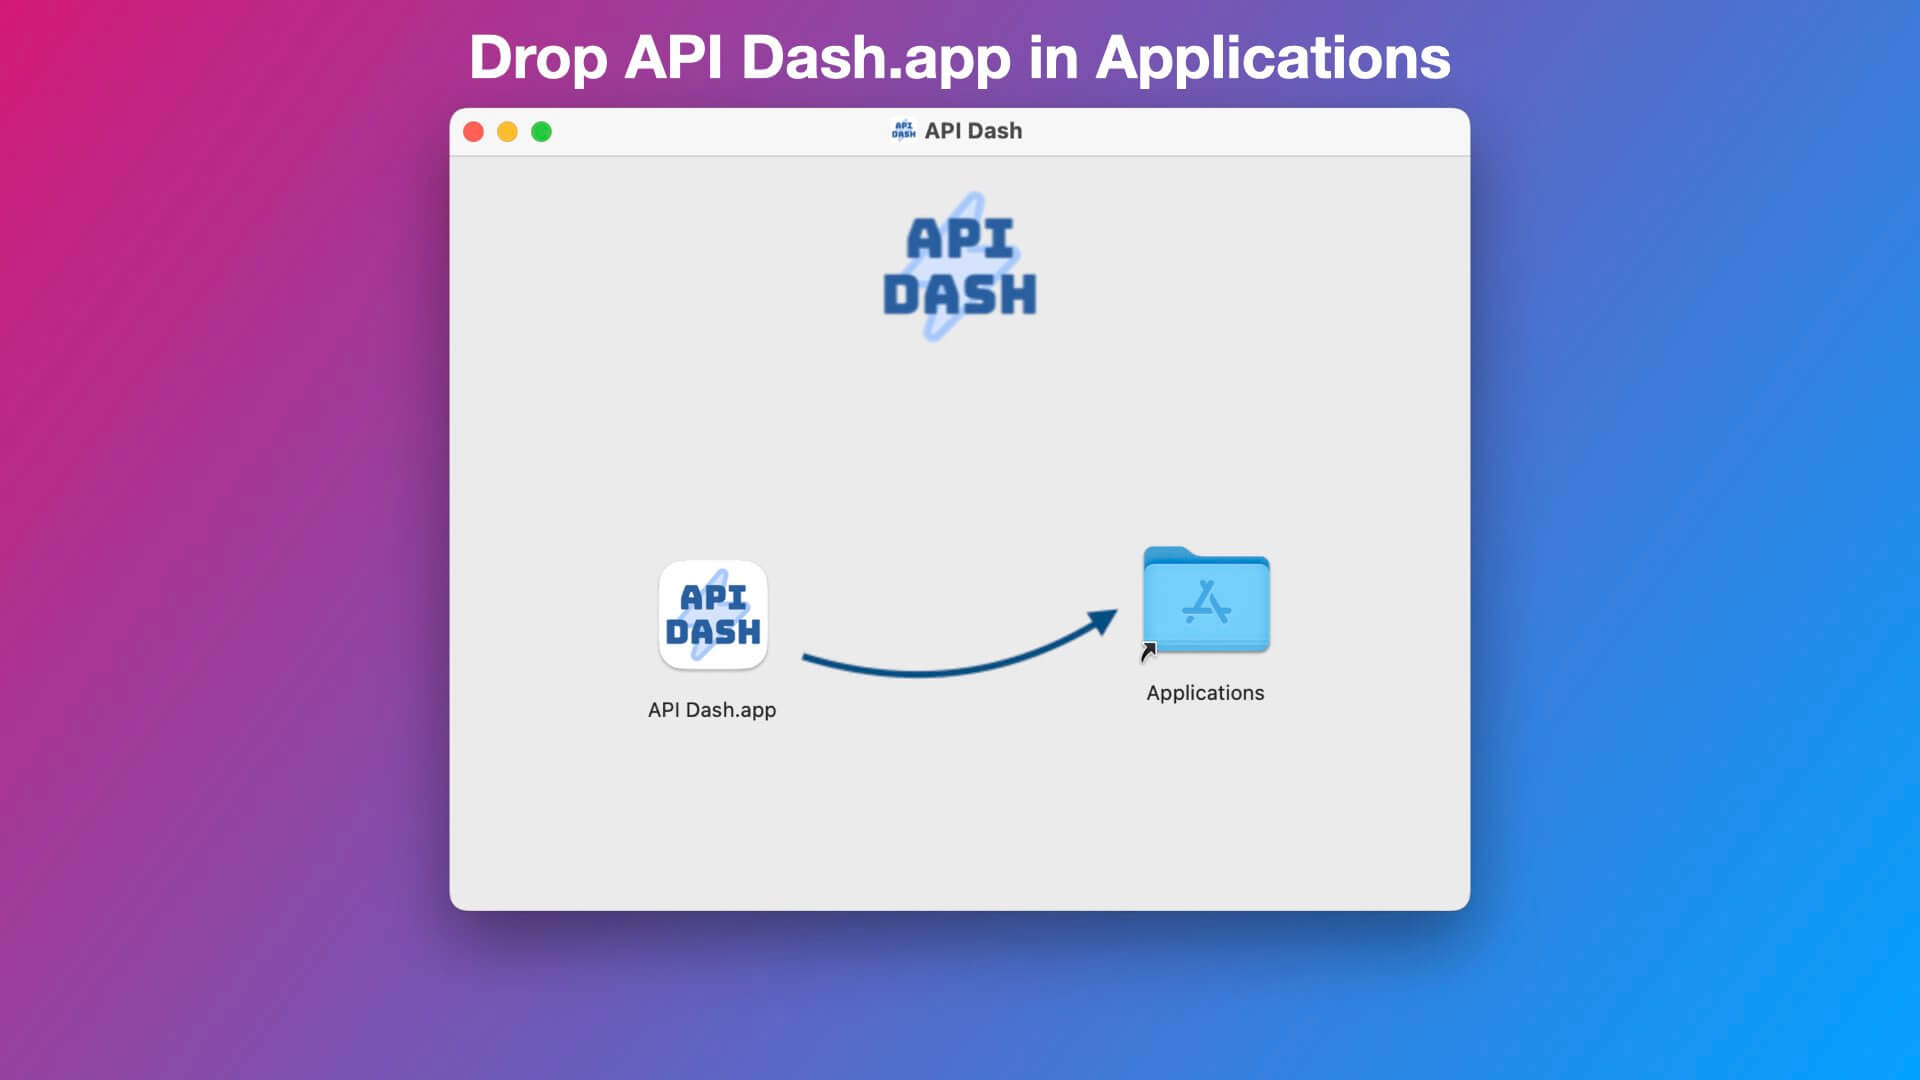 Drop API Dash.app in Applications
API DASH API Dash
API
DASH
API
DASH
API Dash.app
Applications